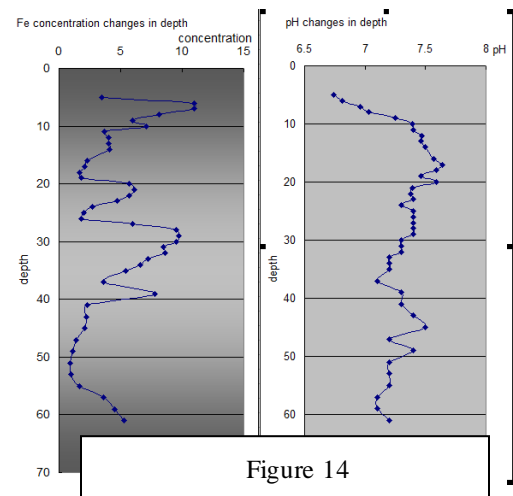 Fe concentration changes in depth
concentration
0 5 10 15
0
10
20
30
40
50
60
70
depth
pH changes in depth
6.5 7 7.5 8 pH
0
10
20
30
40
50
60
depth
Figure 14